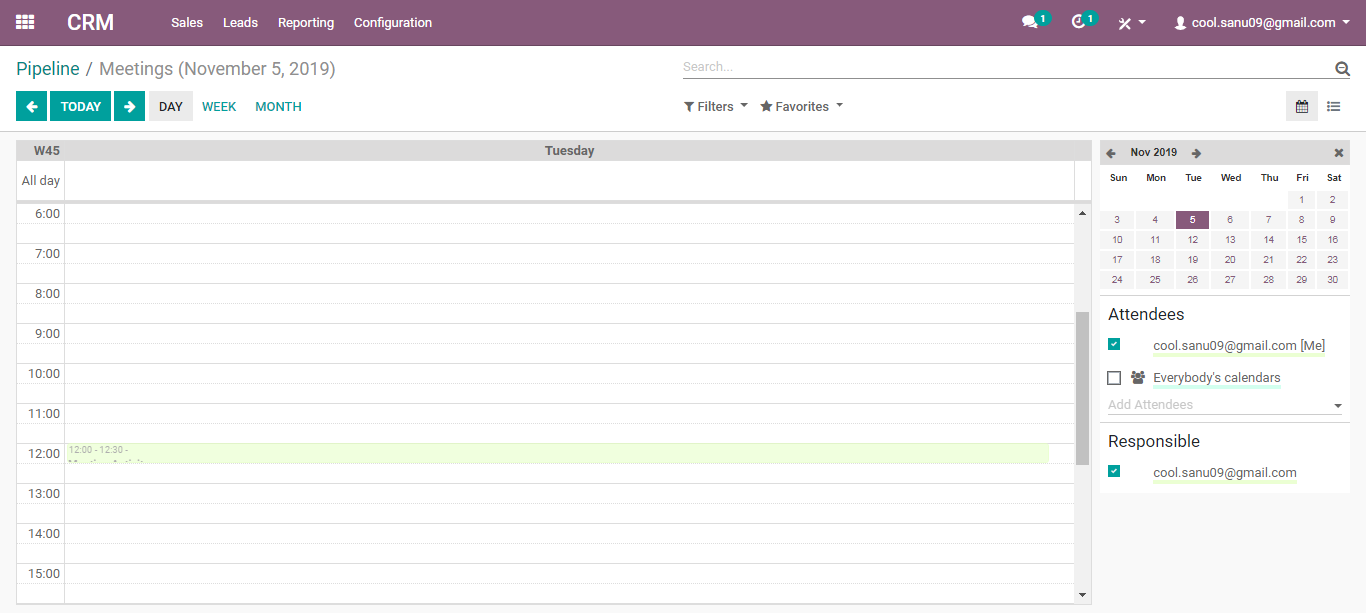 CRM Sales Leads Reporting Configuration 1 1 cool.sanu09@gmail.com
Pipeline / Meetings (November 5, 2019) Search...
TODAY DAY WEEK MONTH Filters Favorites
W45 Tuesday
All day
6:00
7:00
8:00
9:00
10:00
11:00
12:00 12:00 - 12:30 -
13:00
14:00
15:00
Nov 2019
Sun Mon Tue Wed Thu Fri Sat
1 2
3 4 5 6 7 8 9
10 11 12 13 14 15 16
17 18 19 20 21 22 23
24 25 26 27 28 29 30
Attendees
cool.sanu09@gmail.com [Me]
Everybody's calendars
Add Attendees
Responsible
cool.sanu09@gmail.com